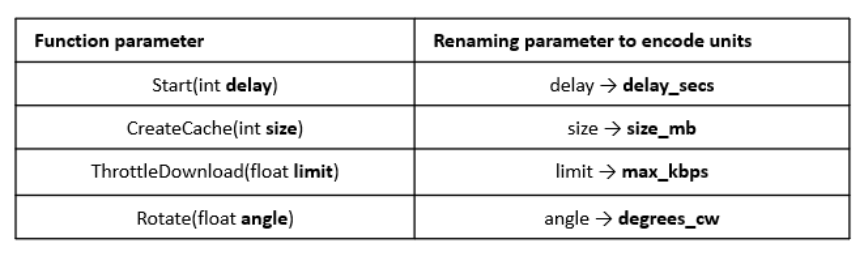 Function parameter
Renaming parameter to encode units
Start(int delay)
delay → delay_secs
CreateCache(int size)
size → size_mb
ThrottleDownload(float limit)
limit → max_kbps
Rotate(float angle)
angle → degrees_cw